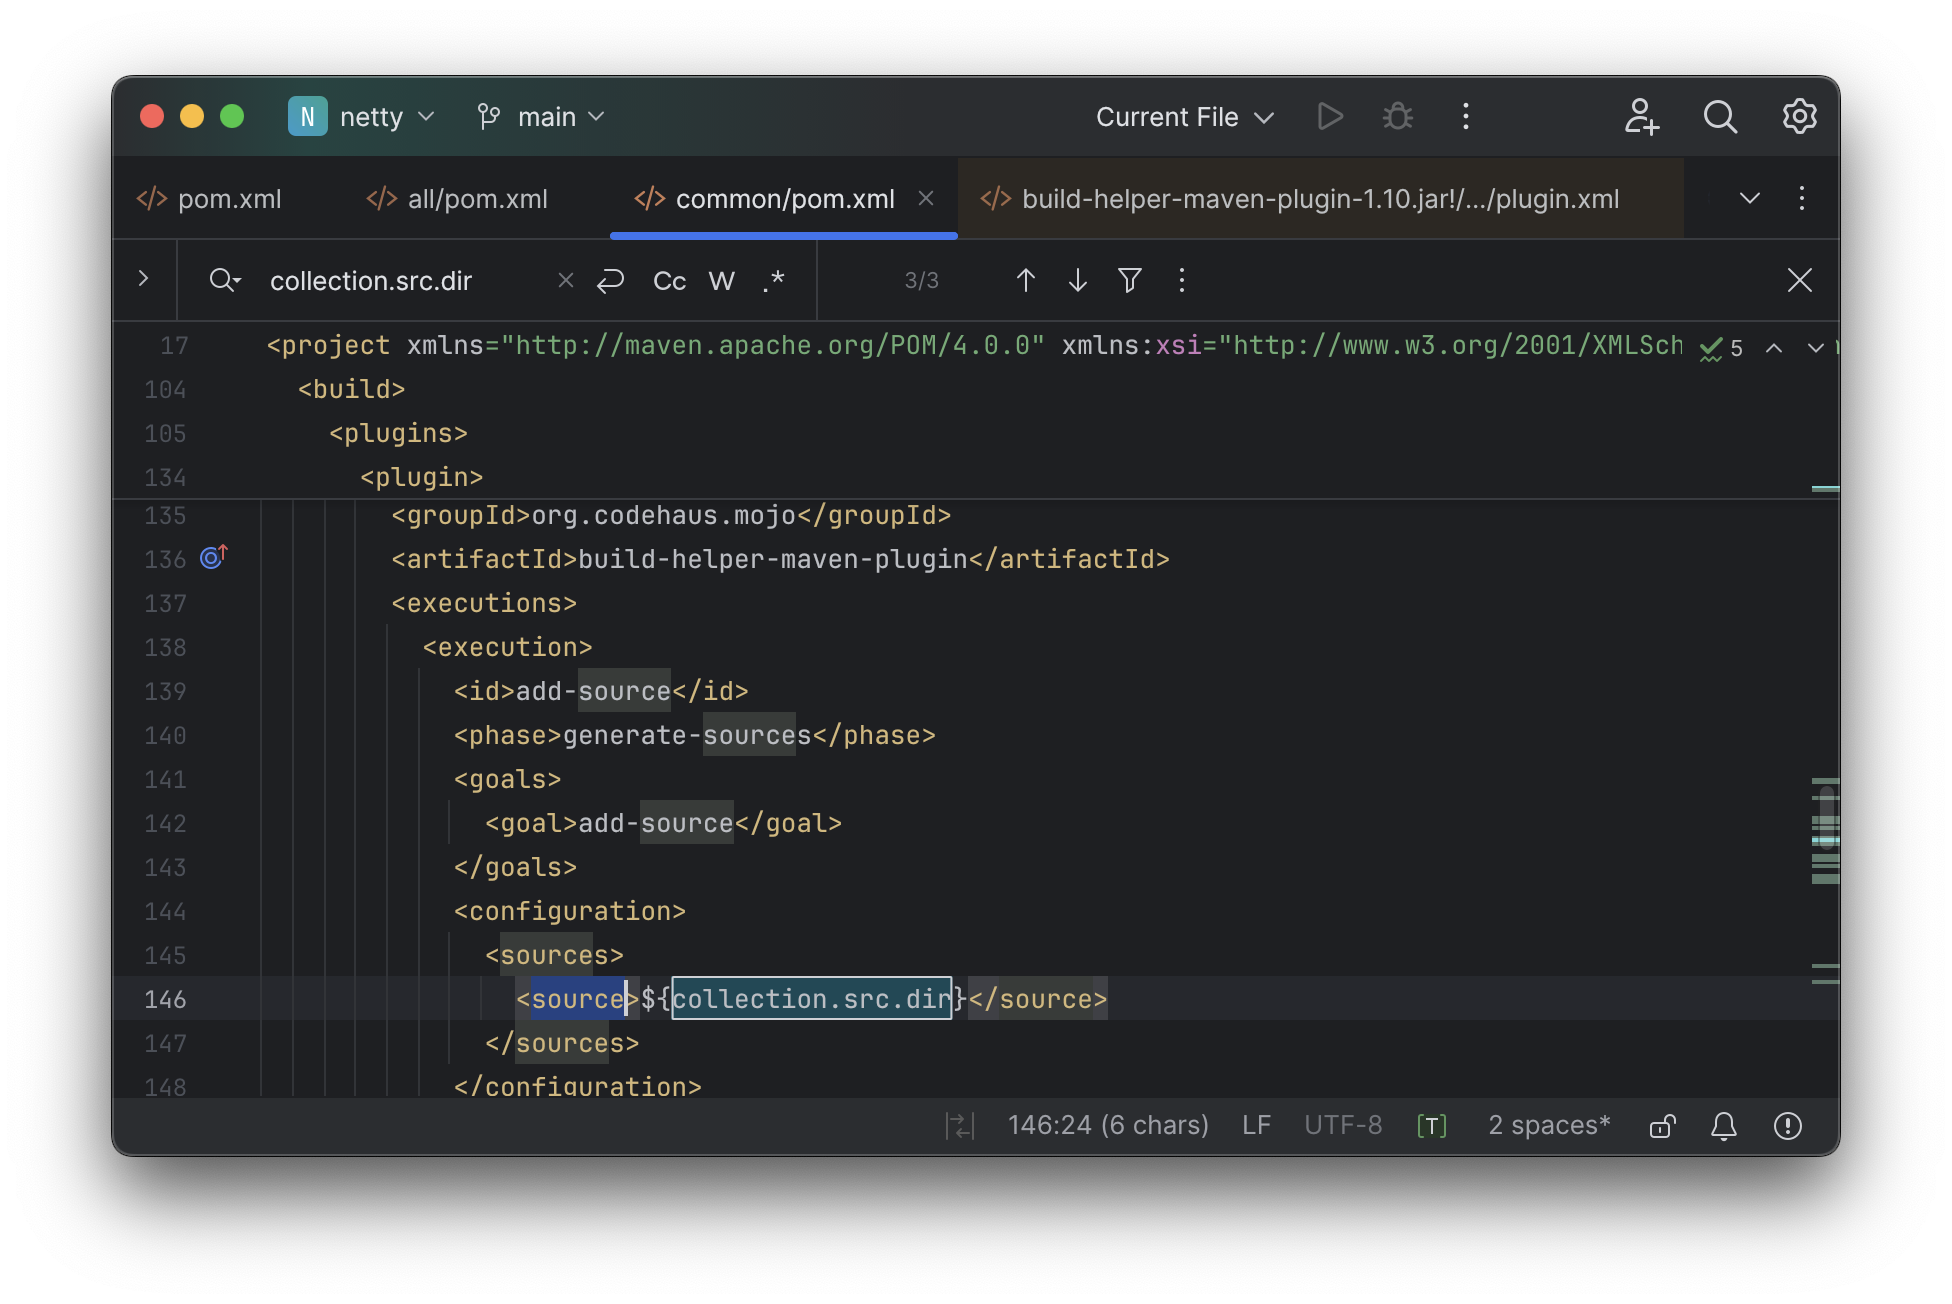 N netty main Current File
pom.xml all/pom.xml common/pom.xml build-helper-maven-plugin-1.10.jar!/.../plugin.xml
collection.src.dir Cc W .* 3/3
17 <project xmlns="http://maven.apache.org/POM/4.0.0" xmlns:xsi="http://www.w3.org/2001/XMLSch 5
104 <build>
105 <plugins>
134 <plugin>
135 <groupId>org.codehaus.mojo</groupId>
136 <artifactId>build-helper-maven-plugin</artifactId>
137 <executions>
138 <execution>
139 <id>add-source</id>
140 <phase>generate-sources</phase>
141 <goals>
142 <goal>add-source</goal>
143 </goals>
144 <configuration>
145 <sources>
146 <source>${collection.src.dir}</source>
147 </sources>
148 </configuration>
146:24 (6 chars) LF UTF-8 [T] 2 spaces*